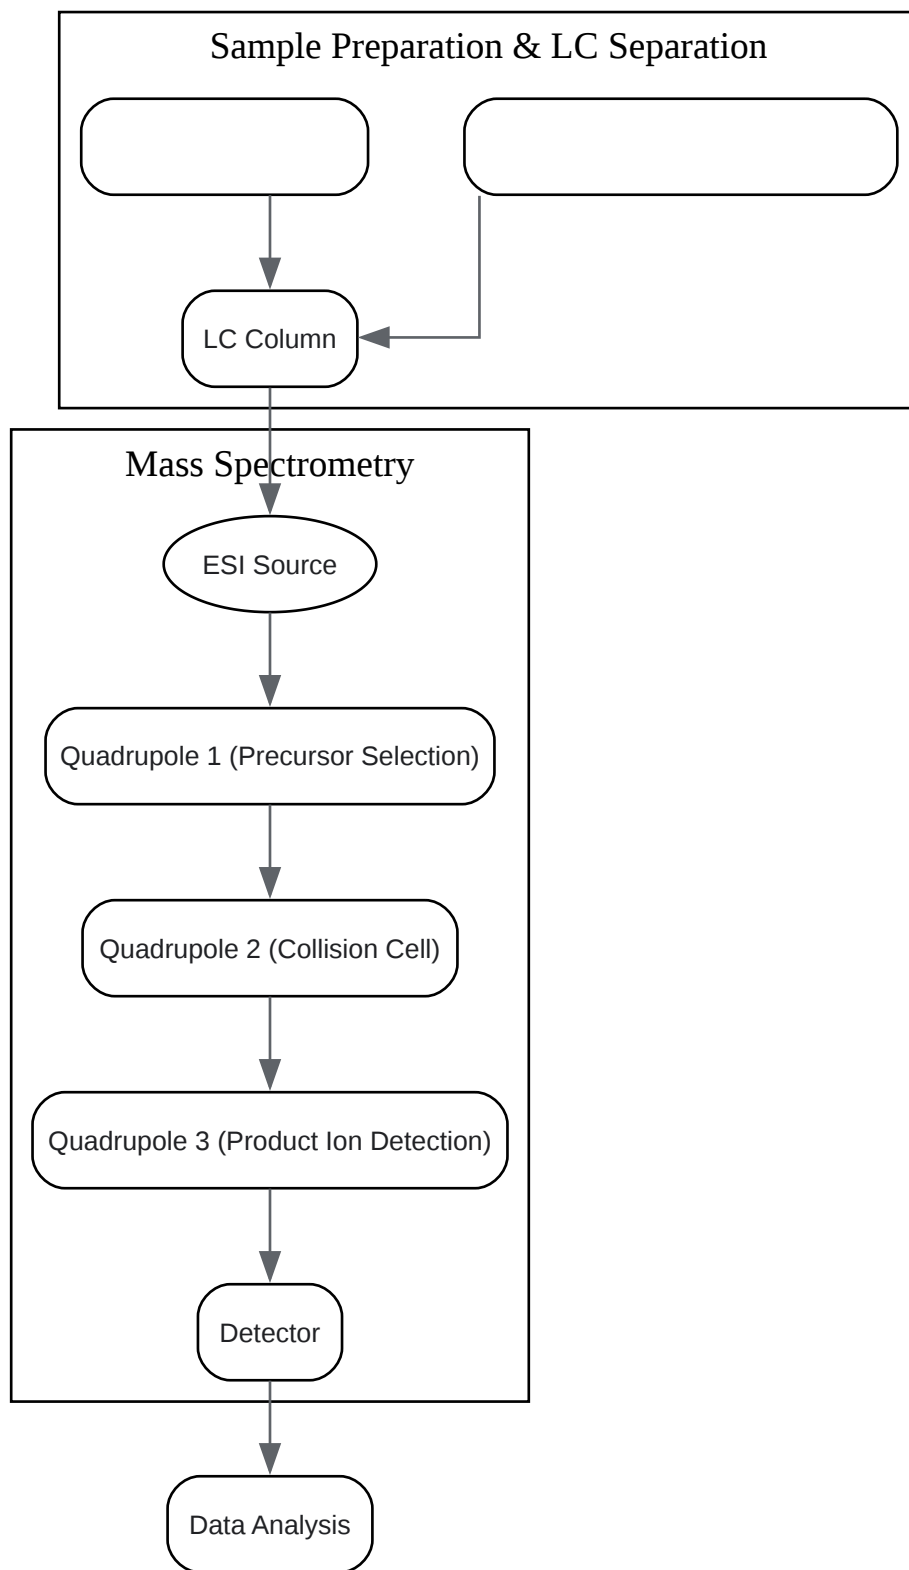 Sample Preparation & LC Separation
LC Column
Mass Spectrometry
ESI Source
Quadrupole 1 (Precursor Selection)
Quadrupole 2 (Collision Cell)
Quadrupole 3 (Product Ion Detection)
Detector
Data Analysis